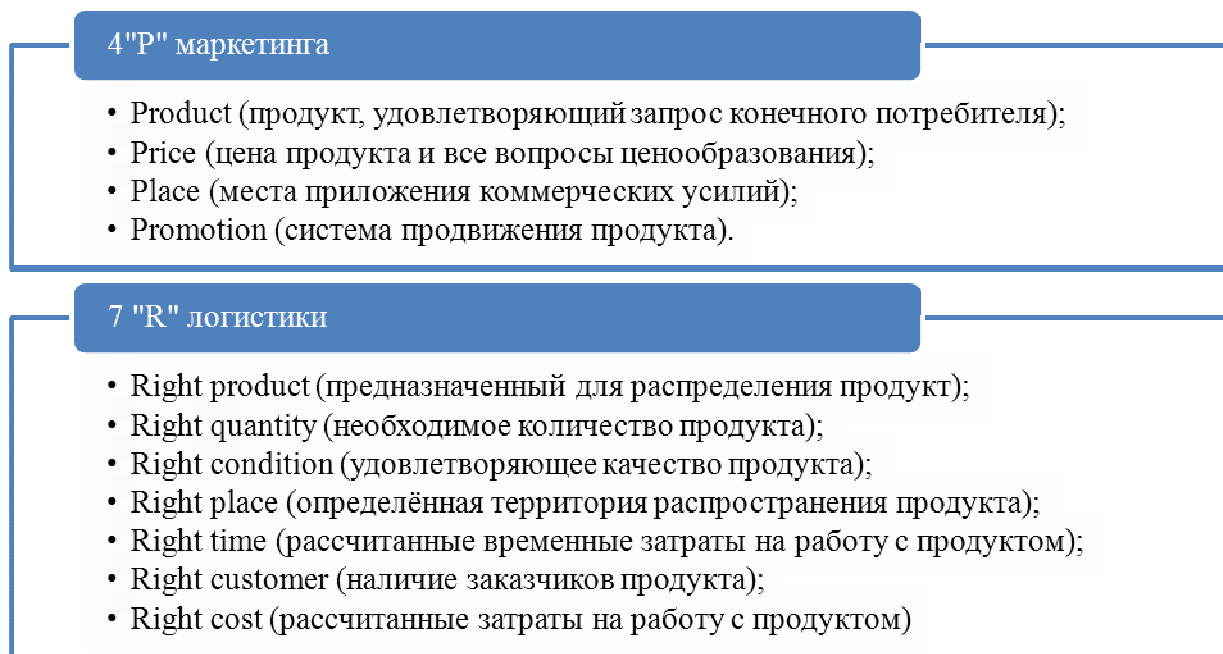 4"P" маркетинга
• Product (продукт, удовлетворяющий запрос конечного потребителя);
• Price (цена продукта и все вопросы ценообразования);
• Place (места приложения коммерческих усилий);
• Promotion (система продвижения продукта).
7 "R" логистики
• Right product (предназначенный для распределения продукт);
• Right quantity (необходимое количество продукта);
• Right condition (удовлетворяющее качество продукта);
• Right place (определённая территория распространения продукта);
• Right time (рассчитанные временные затраты на работу с продуктом);
• Right customer (наличие заказчиков продукта);
• Right cost (рассчитанные затраты на работу с продуктом)